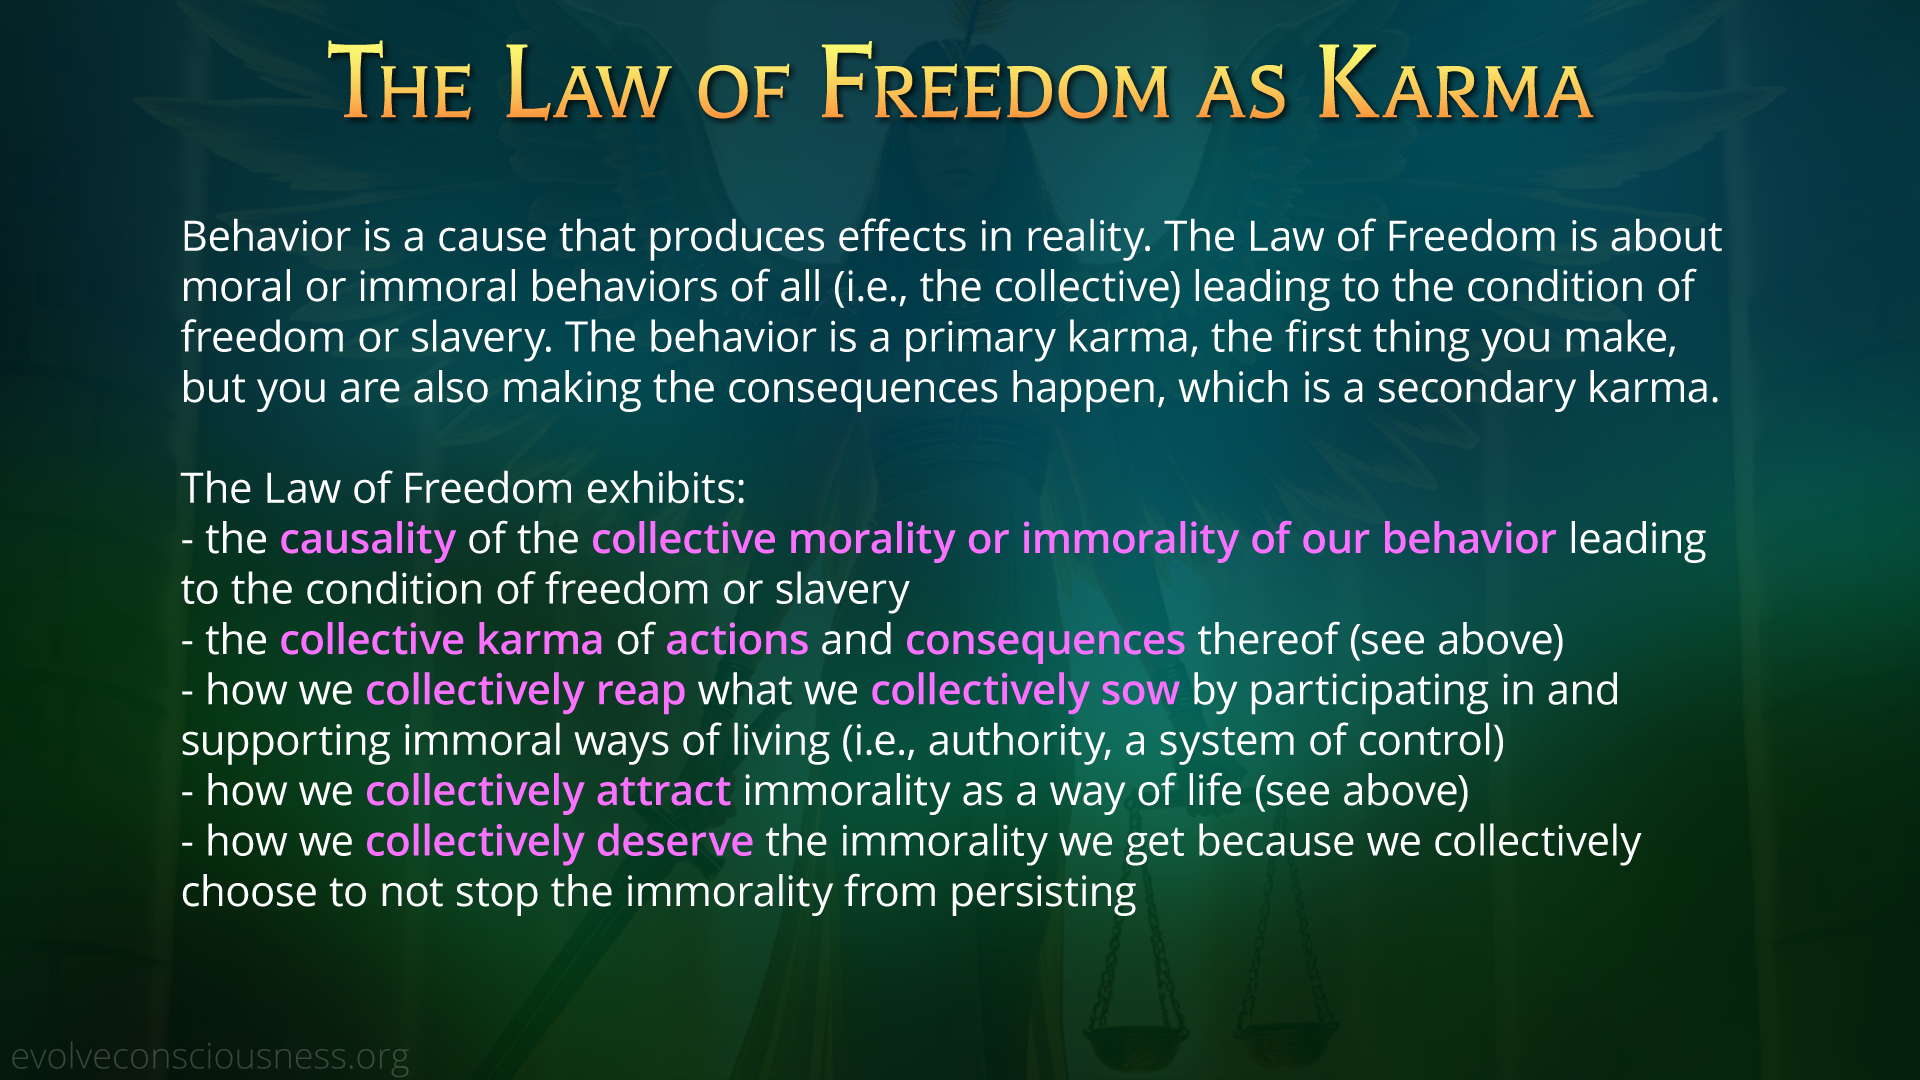 The Law of Freedom as Karma
Behavior is a cause that produces effects in reality. The Law of Freedom is about
moral or immoral behaviors of all (i.e., the collective) leading to the condition of
freedom or slavery. The behavior is a primary karma, the first thing you make,
but you are also making the consequences happen, which is a secondary karma.
The Law of Freedom exhibits:
- the causality of the collective morality or immorality of our behavior leading
to the condition of freedom or slavery
- the collective karma of actions and consequences thereof (see above)
- how we collectively reap what we collectively sow by participating in and
supporting immoral ways of living (i.e., authority, a system of control)
- how we collectively attract immorality as a way of life (see above)
- how we collectively deserve the immorality we get because we collectively
choose to not stop the immorality from persisting
evolveconsciousness.org